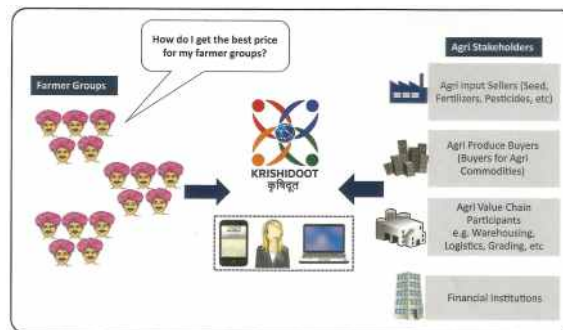 How do I get the best price
for my farmer groups?
Farmer Groups
KRISHIDOOT
कृषिदूत
Agri Stakeholders
Agri Input Sellers (Seed,
Fertilizers, Pesticides, etc)
Agri Produce Buyers
(Buyers for Agri
Commodities)
Agri Value Chain
Participants
e.g. Warehousing,
Logistics, Grading, etc
Financial Institutions